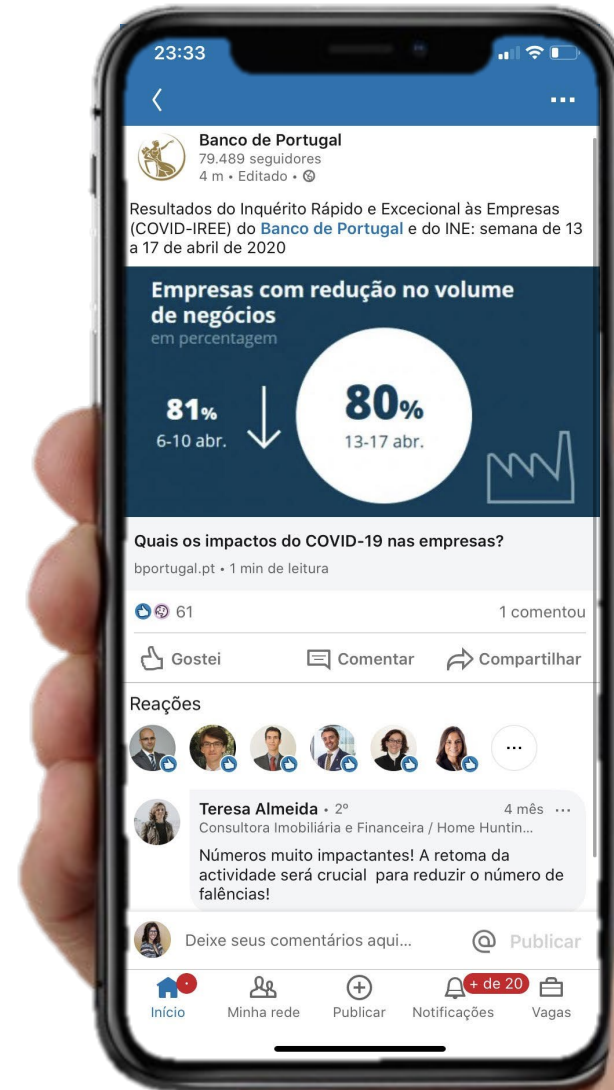 23:33
Banco de Portugal
79.489 seguidores
4 m • Editado •
Resultados do Inquérito Rápido e Excecional às Empresas
(COVID-IREE) do Banco de Portugal e do INE: semana de 13
a 17 de abril de 2020
Empresas com redução no volume
de negócios
em percentagem
81%
6-10 abr.
80%
13-17 abr.
Quais os impactos do COVID-19 nas empresas?
bportugal.pt • 1 min de leitura
61
1 comentou
Gostei
Comentar
Compartilhar
Reações
...
Teresa Almeida • 2º
4 mês ...
Consultora Imobiliária e Financeira / Home Huntin...
Números muito impactantes! A retoma da
actividade será crucial para reduzir o número de
falências!
Deixe seus comentários aqui...
@ Publicar
+ de 20
Início
Minha rede
Publicar
Notificações
Vagas